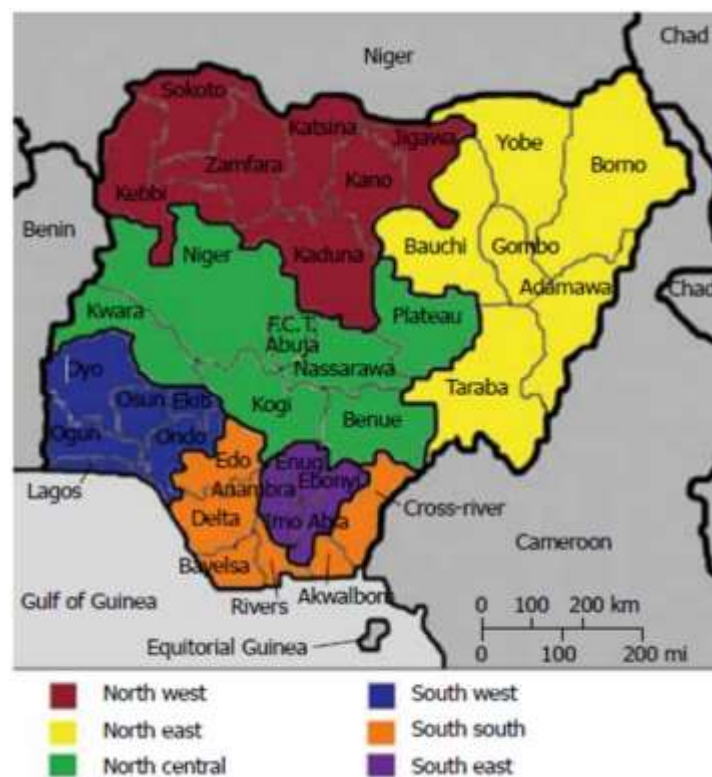 Chad
Niger
Sokoto
Katsina
Jigawa
Yobe
Borno
Zamfara
Kano
Kebbi
Benin
Bauchi
Gombo
Niger
Kaduna
Adamawa
Chad
Kwara
F.C.T.
Abuja
Plateau
Nassarawa
Oyo
Taraba
Osun
Ekiti
Kogi
Benue
Ogun
Ondo
Edo
Enugi
Ebonyi
Lagos
Anambra
Cross-river
Delta
Imo
Abia
Cameroon
Bayelsa
Gulf of Guinea
Rivers
Akwalbom
0 100 200 km
Equitorial Guinea
0 100 200 mi
North west
South west
North east
South south
North central
South east